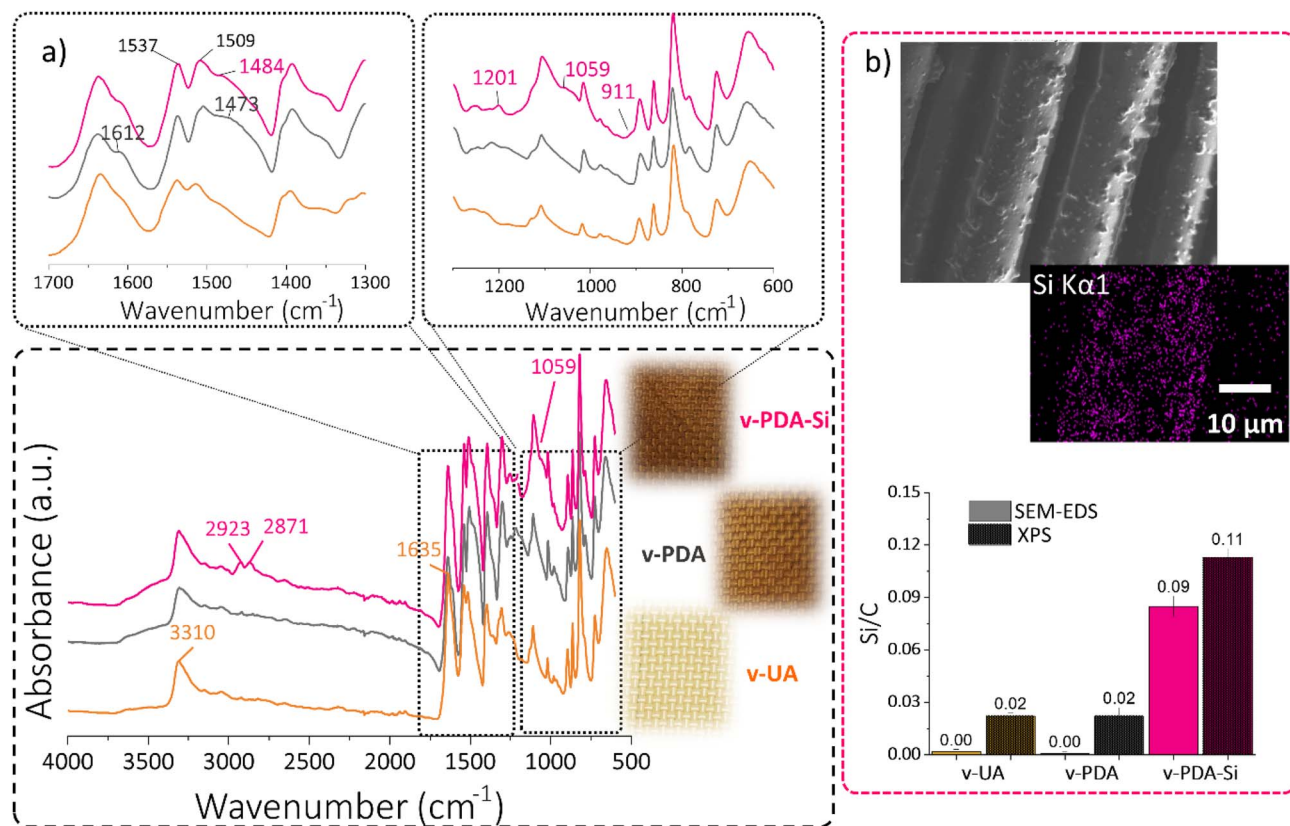 a)
1537
1509
1484
1473
1612
1700 1600 1500 1400 1300
Wavenumber (cm-1)
1201
1059
911
1200 1000 800 600
Wavenumber (cm-1)
Absorbance (a.u.)
1059
v-PDA-Si
2923
2871
1635
v-PDA
3310
v-UA
4000 3500 3000 2500 2000 1500 1000 500
Wavenumber (cm-1)
b)
Si Kα1
10 µm
SEM-EDS
XPS
Si/C
0.15
0.12
0.09
0.06
0.03
0.00
0.00
0.02
0.00
0.02
0.09
0.11
v-UA v-PDA v-PDA-Si